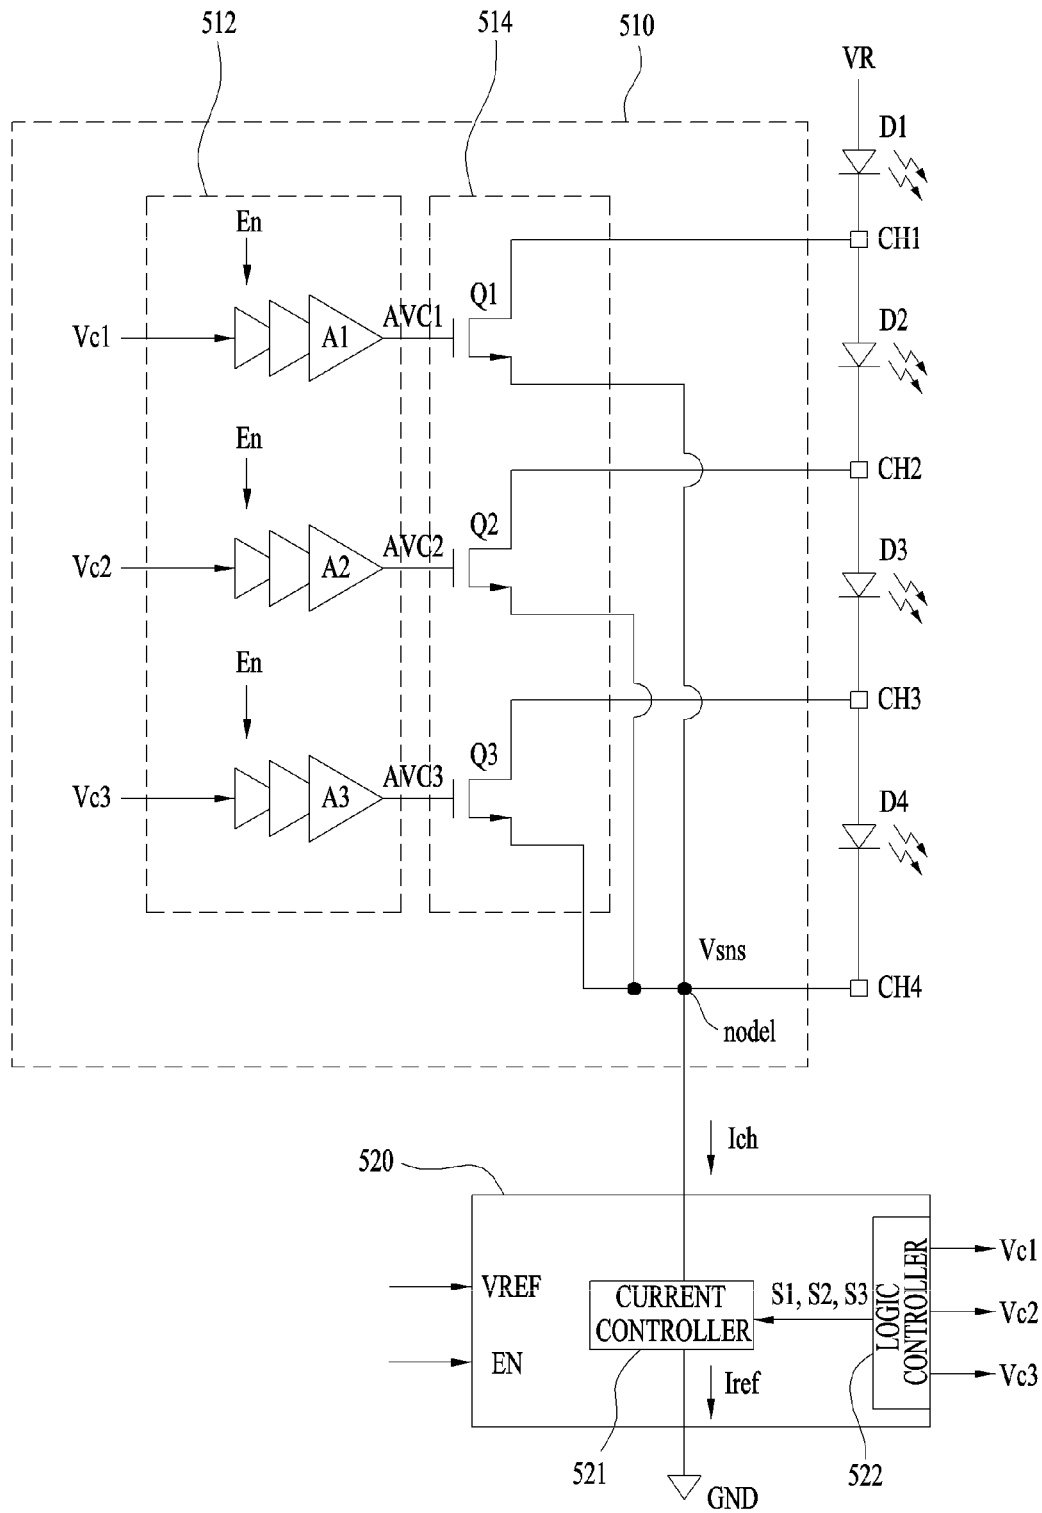 512
514
510
VR
D1
En
CH1
Q1
AVC1
A1
Vc1
D2
En
CH2
Q2
AVC2
A2
Vc2
D3
En
CH3
Q3
AVC3
A3
Vc3
D4
Vsns
CH4
nodel
Ich
520
VREF
EN
CURRENT
CONTROLLER
S1, S2, S3
LOGIC
CONTROLLER
Vc1
Vc2
Vc3
Iref
521
522
GND